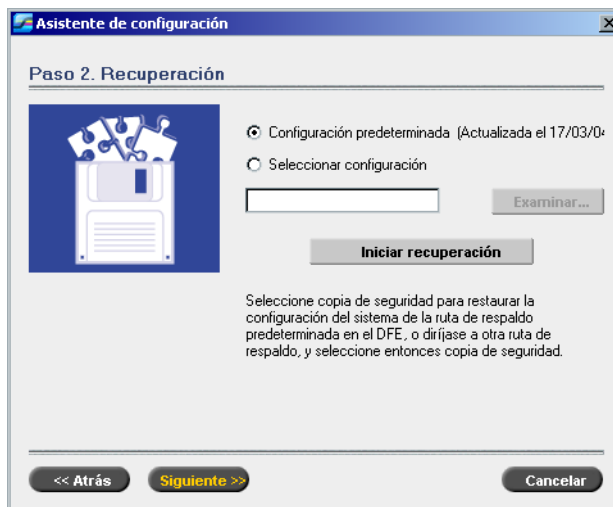 Asistente de configuración
Paso 2. Recuperación
Configuración predeterminada (Actualizada el 17/03/04
Seleccionar configuración
Examinar...
Iniciar recuperación
Seleccione copia de seguridad para restaurar la
configuración del sistema de la ruta de respaldo
predeterminada en el DFE, o diríjase a otra ruta de
respaldo, y seleccione entonces copia de seguridad.
<< Atrás
Siguiente >>
Cancelar